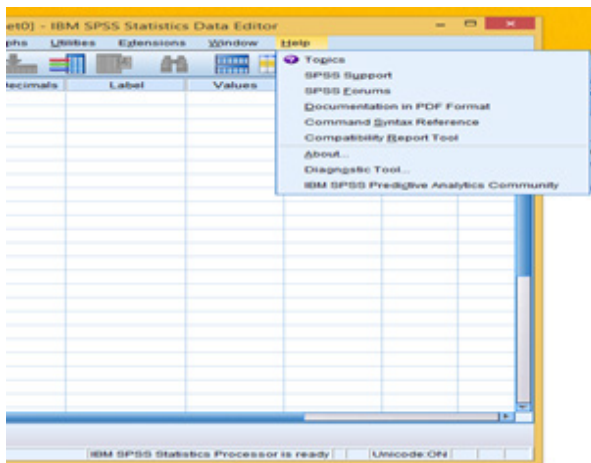 et0] - IBM SPSS Statistics Data Editor
phs Utilities Extensions Window Help
Decimals Label Values
Topics
SPSS Support
SPSS Forums
Documentation in PDF Format
Command Syntax Reference
Compatibility Report Tool
About...
Diagnostic Tool...
IBM SPSS Predictive Analytics Community
IBM SPSS Statistics Processor is ready Unicode:ON